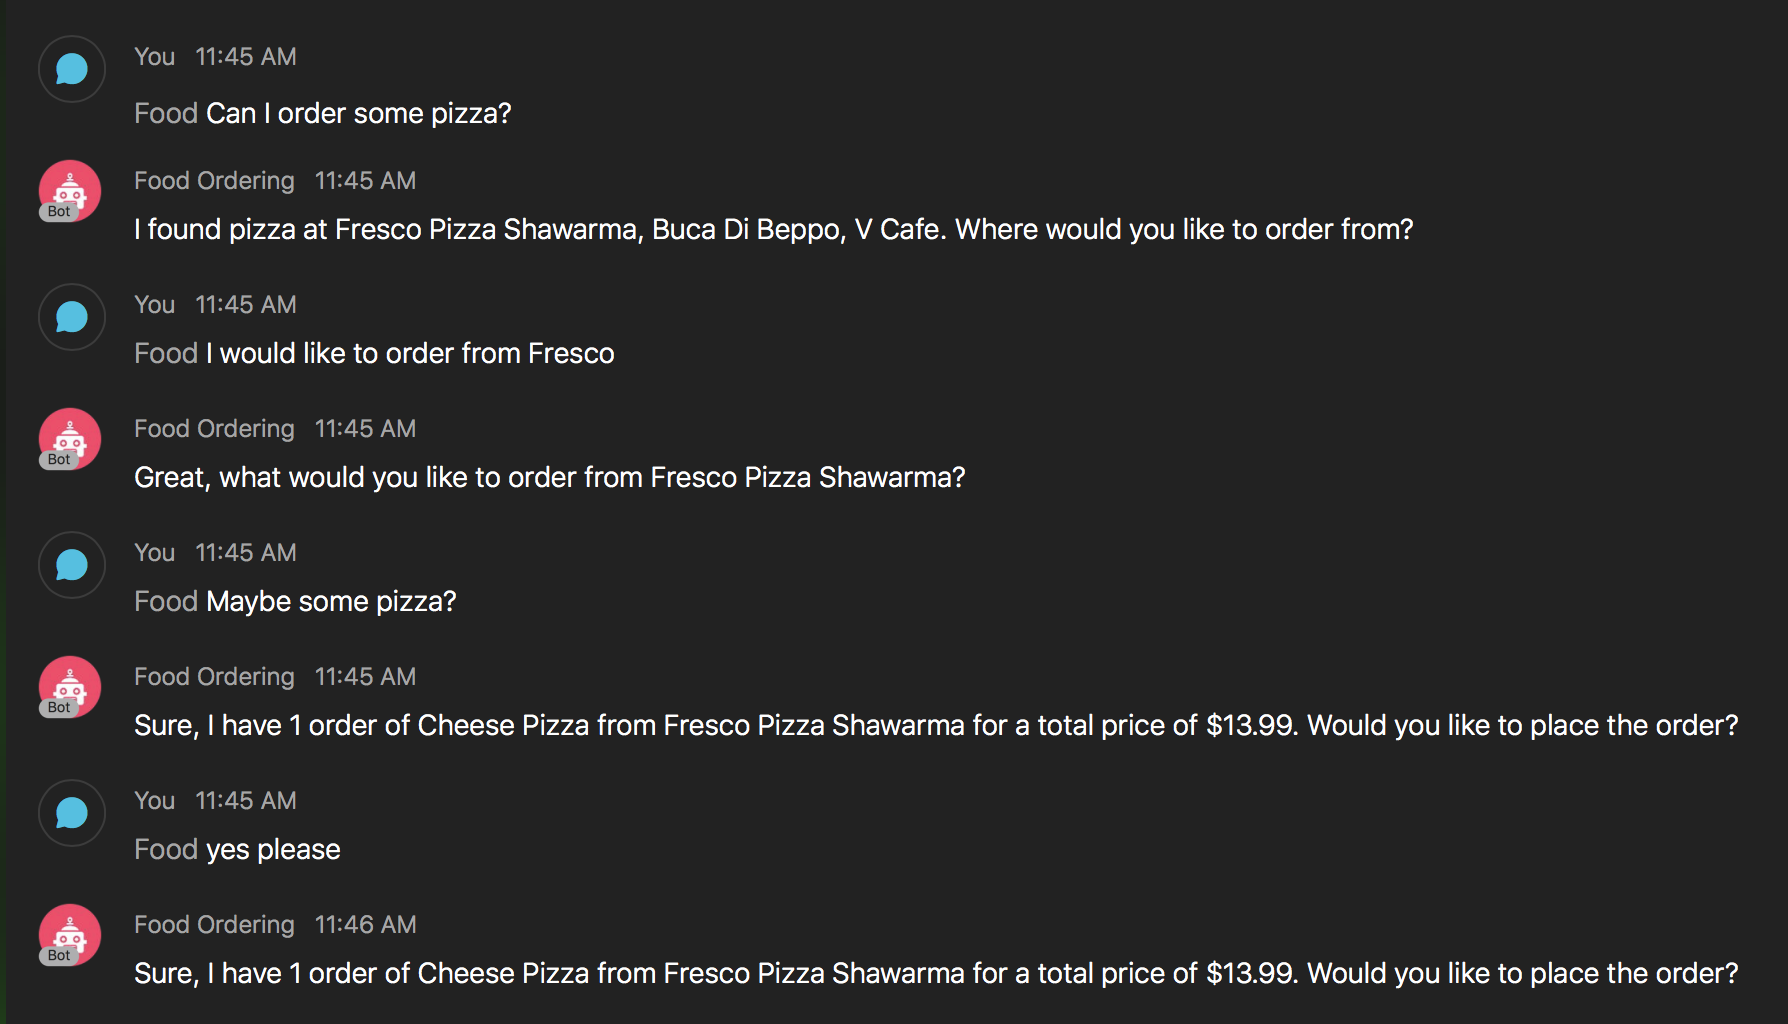 You 11:45 AM
Food Can I order some pizza?
Food Ordering 11:45 AM
Bot
I found pizza at Fresco Pizza Shawarma, Buca Di Beppo, V Cafe. Where would you like to order from?
You 11:45 AM
Food I would like to order from Fresco
Food Ordering 11:45 AM
Bot
Great, what would you like to order from Fresco Pizza Shawarma?
You 11:45 AM
Food Maybe some pizza?
Food Ordering 11:45 AM
Bot
Sure, I have 1 order of Cheese Pizza from Fresco Pizza Shawarma for a total price of $13.99. Would you like to place the order?
You 11:45 AM
Food yes please
Food Ordering 11:46 AM
Bot
Sure, I have 1 order of Cheese Pizza from Fresco Pizza Shawarma for a total price of $13.99. Would you like to place the order?